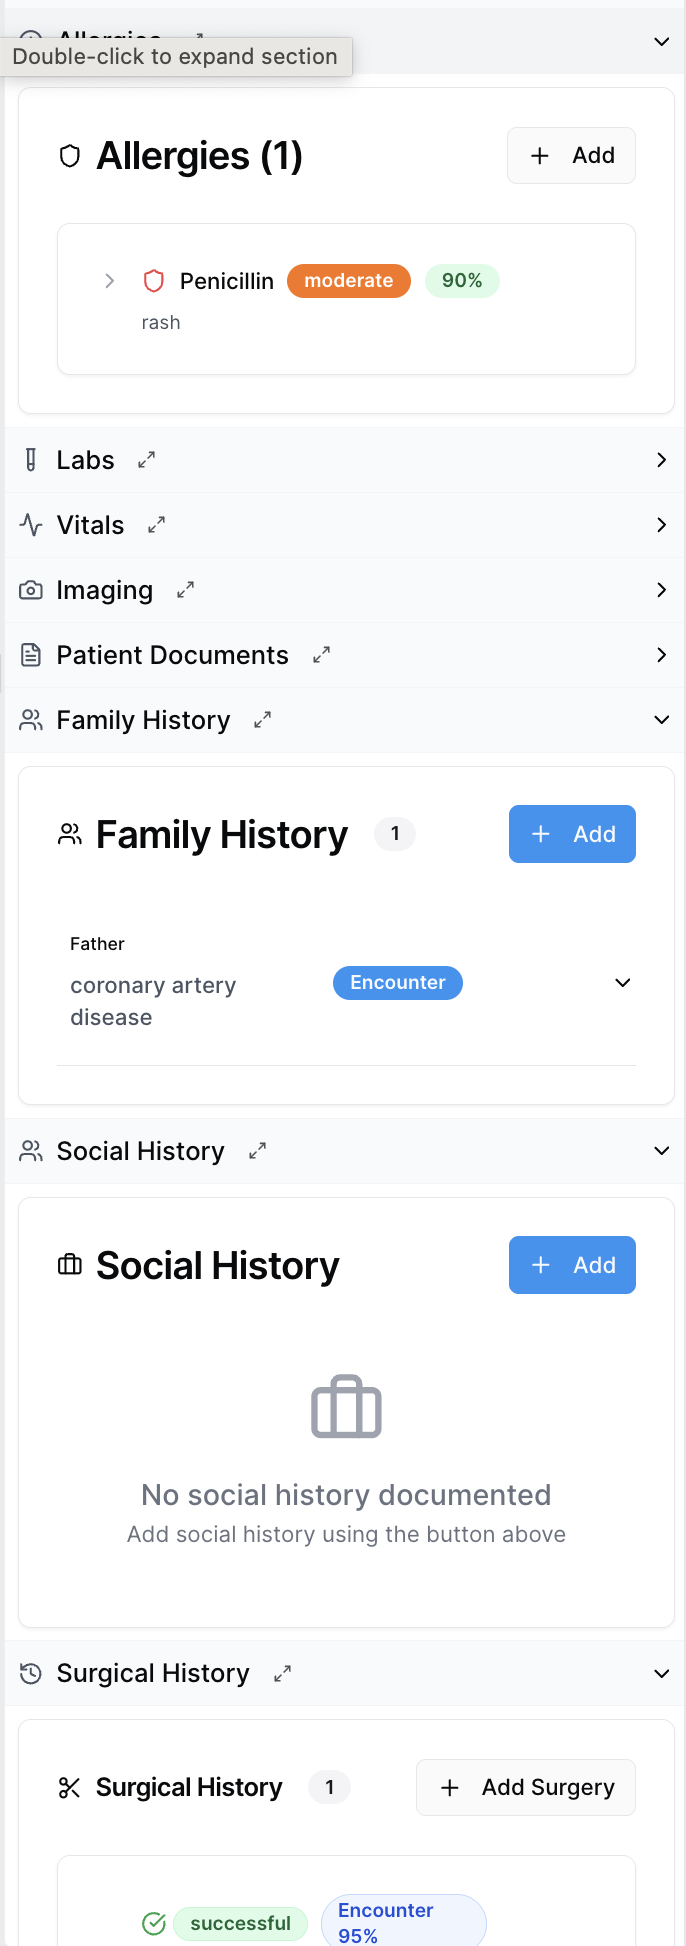 Allergies
Double-click to expand section
Allergies (1)
+ Add
Penicillin moderate 90%
rash
Labs
Vitals
Imaging
Patient Documents
Family History
Family History 1
+ Add
Father
coronary artery
disease
Encounter
Social History
Social History
+ Add
No social history documented
Add social history using the button above
Surgical History
Surgical History 1
+ Add Surgery
successful
Encounter
95%